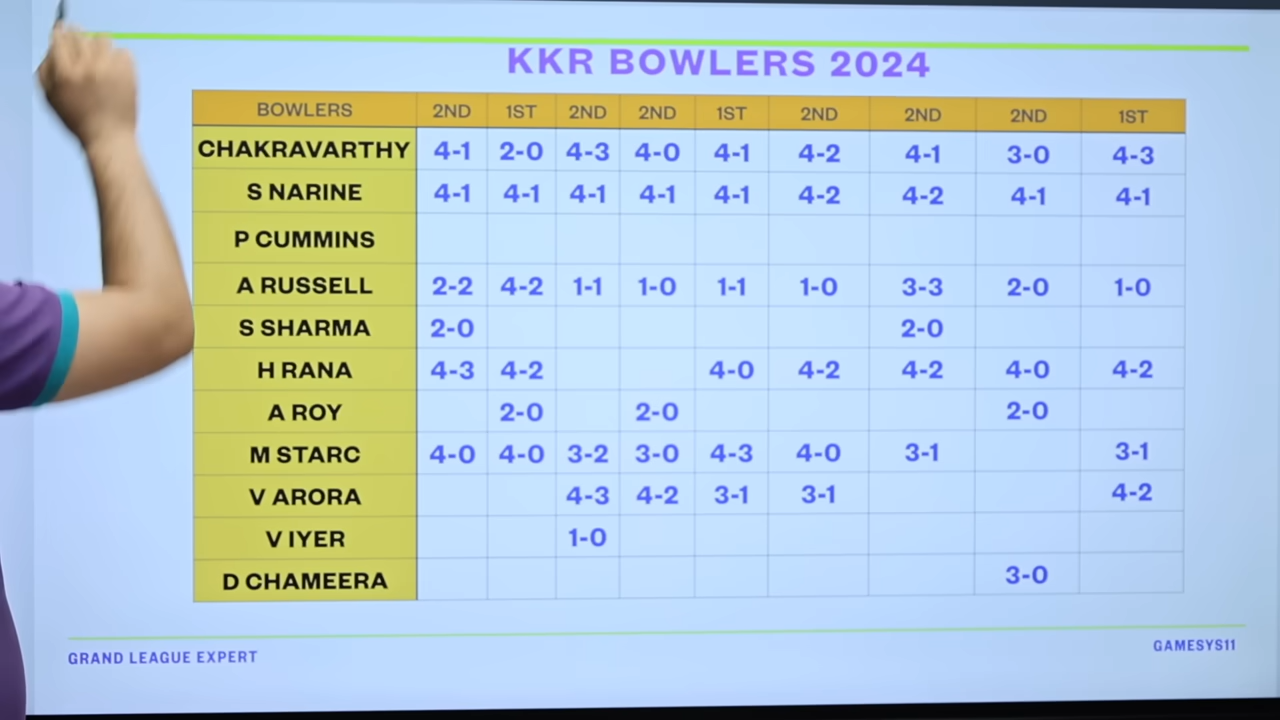 KKR BOWLERS 2024
BOWLERS 2ND 1ST 2ND 2ND 1ST 2ND 2ND 2ND 1ST
CHAKRAVARTHY 4-1 2-0 4-3 4-0 4-1 4-2 4-1 3-0 4-3
S NARINE 4-1 4-1 4-1 4-1 4-1 4-2 4-2 4-1 4-1
P CUMMINS
A RUSSELL 2-2 4-2 1-1 1-0 1-1 1-0 3-3 2-0 1-0
S SHARMA 2-0 2-0
H RANA 4-3 4-2 4-0 4-2 4-2 4-0 4-2
A ROY 2-0 2-0 2-0
M STARC 4-0 4-0 3-2 3-0 4-3 4-0 3-1 3-1
V ARORA 4-3 4-2 3-1 3-1 4-2
V IYER 1-0
D CHAMEERA 3-0
GRAND LEAGUE EXPERT GAMESYS11